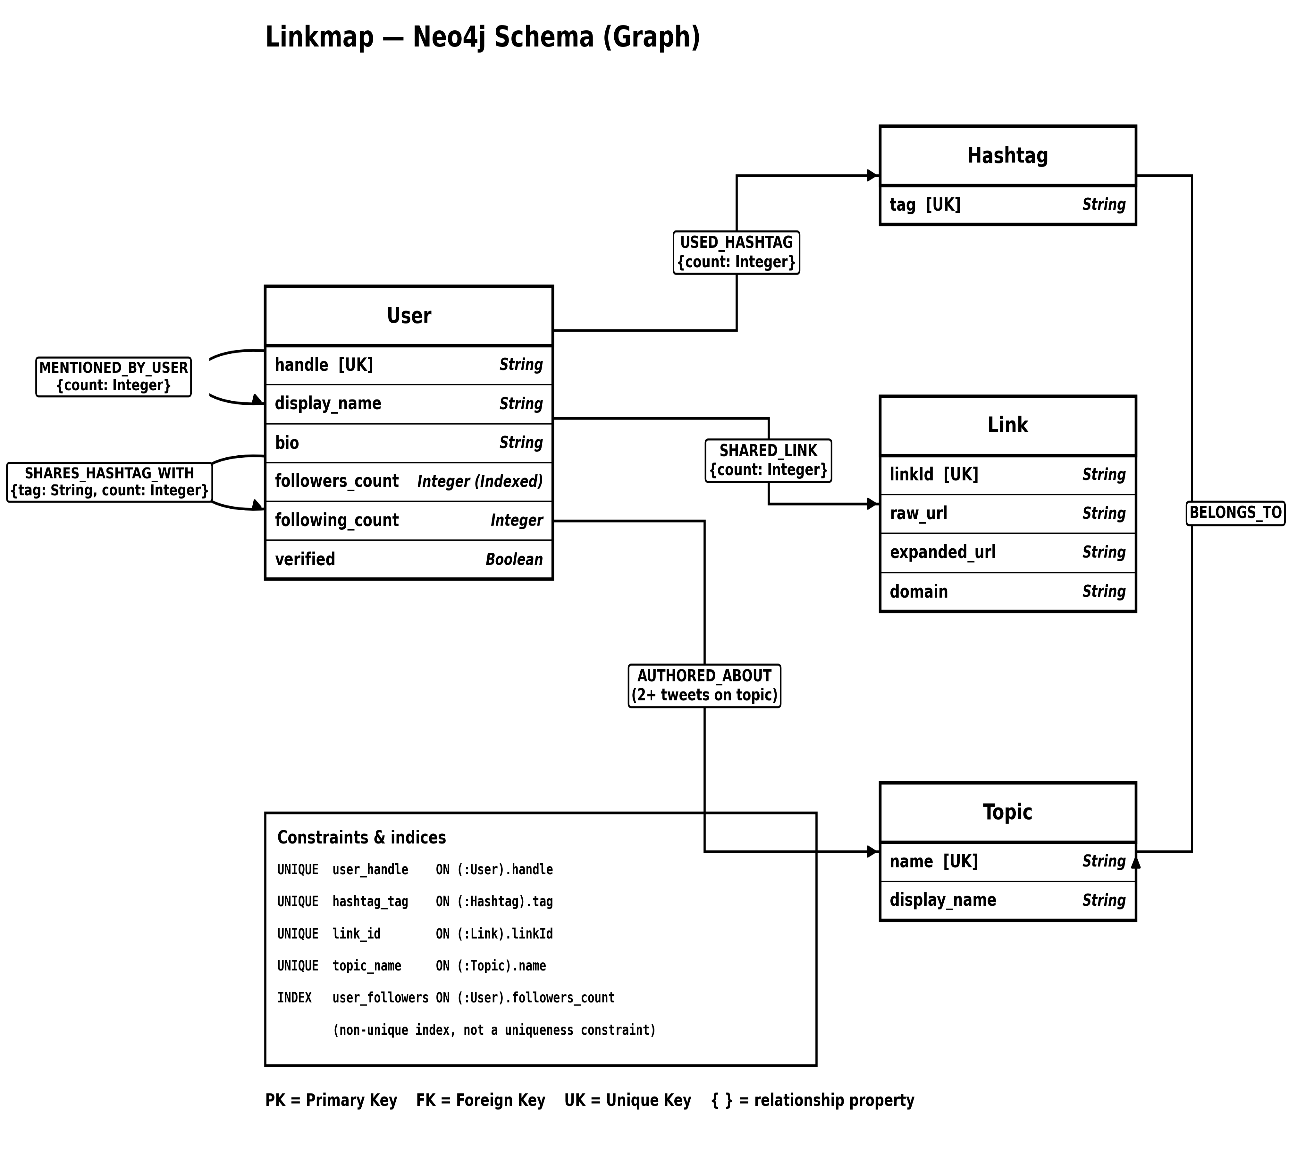 Linkmap — Neo4j Schema (Graph)
Hashtag
tag [UK] String
USED_HASHTAG
{count: Integer}
User
handle [UK] String
display_name String
bio String
followers_count Integer (Indexed)
following_count Integer
verified Boolean
MENTIONED_BY_USER
{count: Integer}
SHARES_HASHTAG_WITH
{tag: String, count: Integer}
SHARED_LINK
{count: Integer}
Link
linkId [UK] String
raw_url String
expanded_url String
domain String
BELONGS_TO
AUTHORED_ABOUT
(2+ tweets on topic)
Topic
name [UK] String
display_name String
Constraints & indices
UNIQUE user_handle ON (:User).handle
UNIQUE hashtag_tag ON (:Hashtag).tag
UNIQUE link_id ON (:Link).linkId
UNIQUE topic_name ON (:Topic).name
INDEX user_followers ON (:User).followers_count
(non-unique index, not a uniqueness constraint)
PK = Primary Key FK = Foreign Key UK = Unique Key { } = relationship property